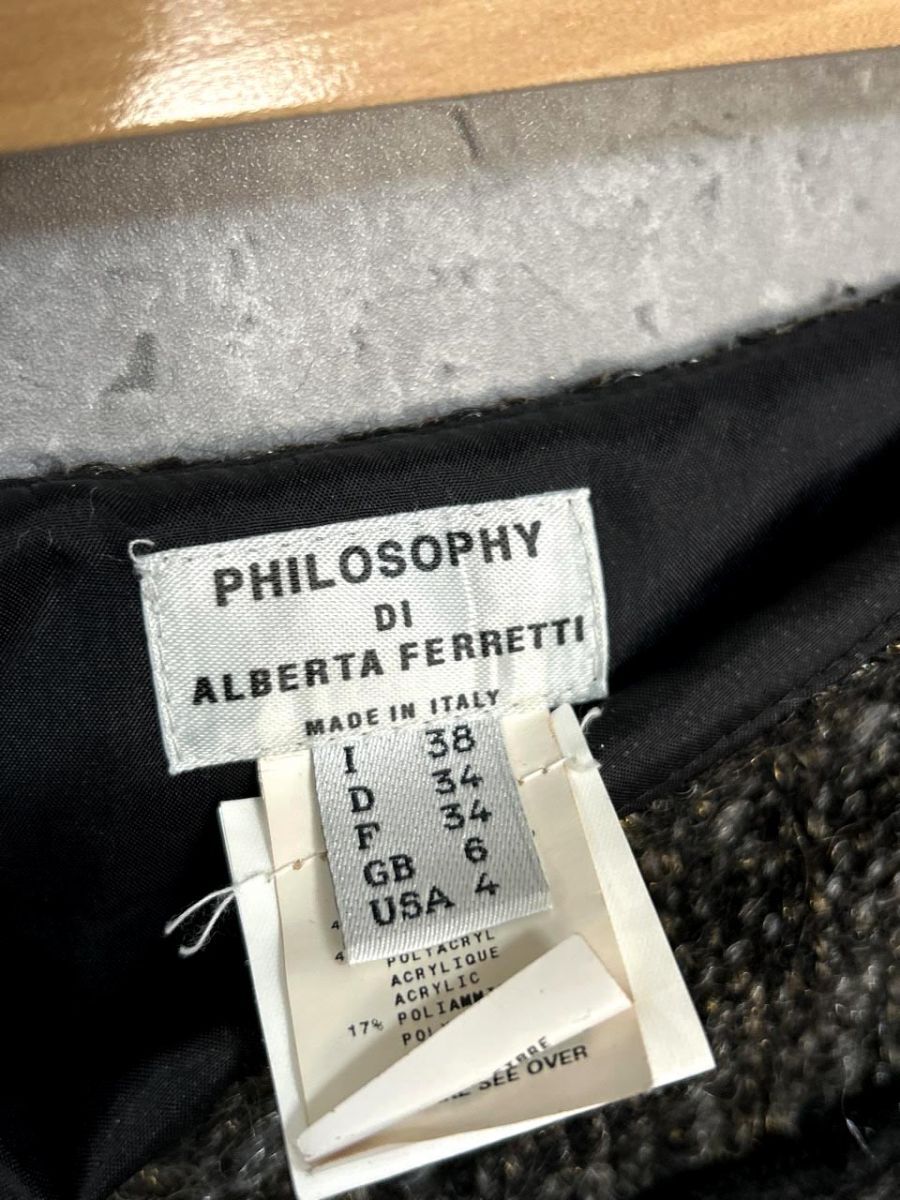 PHILOSOPHY
DI
ALBERTA FERRETTI
MADE IN ITALY
I 38
D 34
F 34
GB 6
USA 4
POLYACRYL
ACRYLIQUE
ACRYLIC
17%
SEE OVER